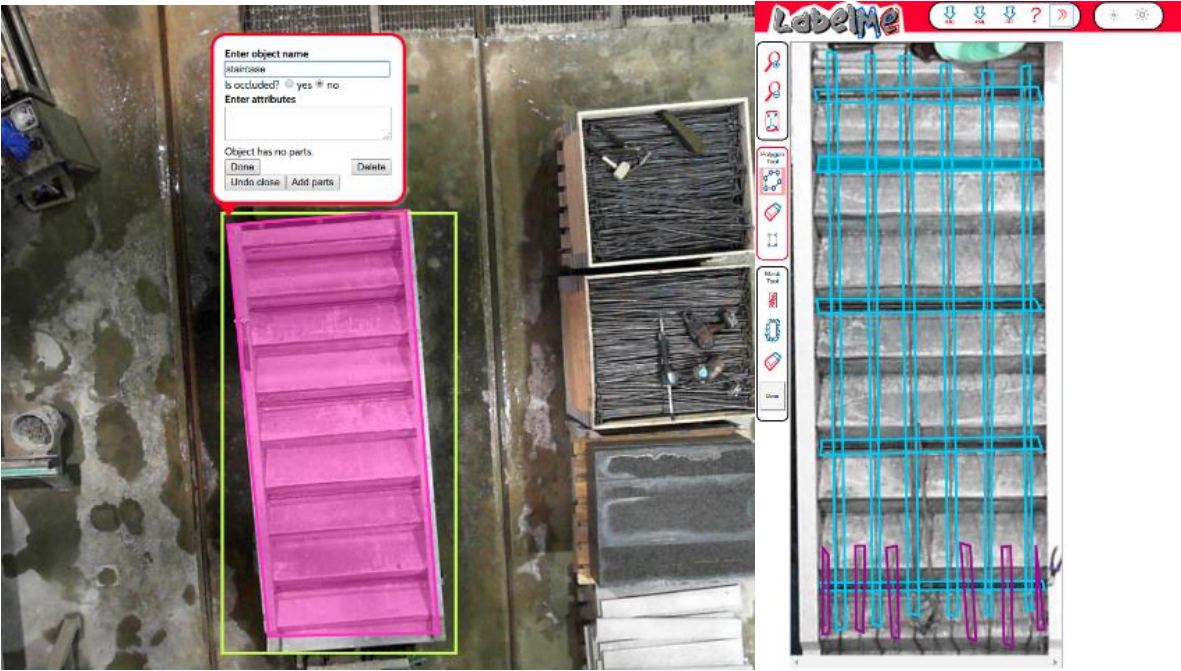 Enter object name
staircase
Is occluded? yes no
Enter attributes
Object has no parts.
Done Delete
Undo close Add parts
LabelMe
?
Polygon
Tool
Mask
Tool